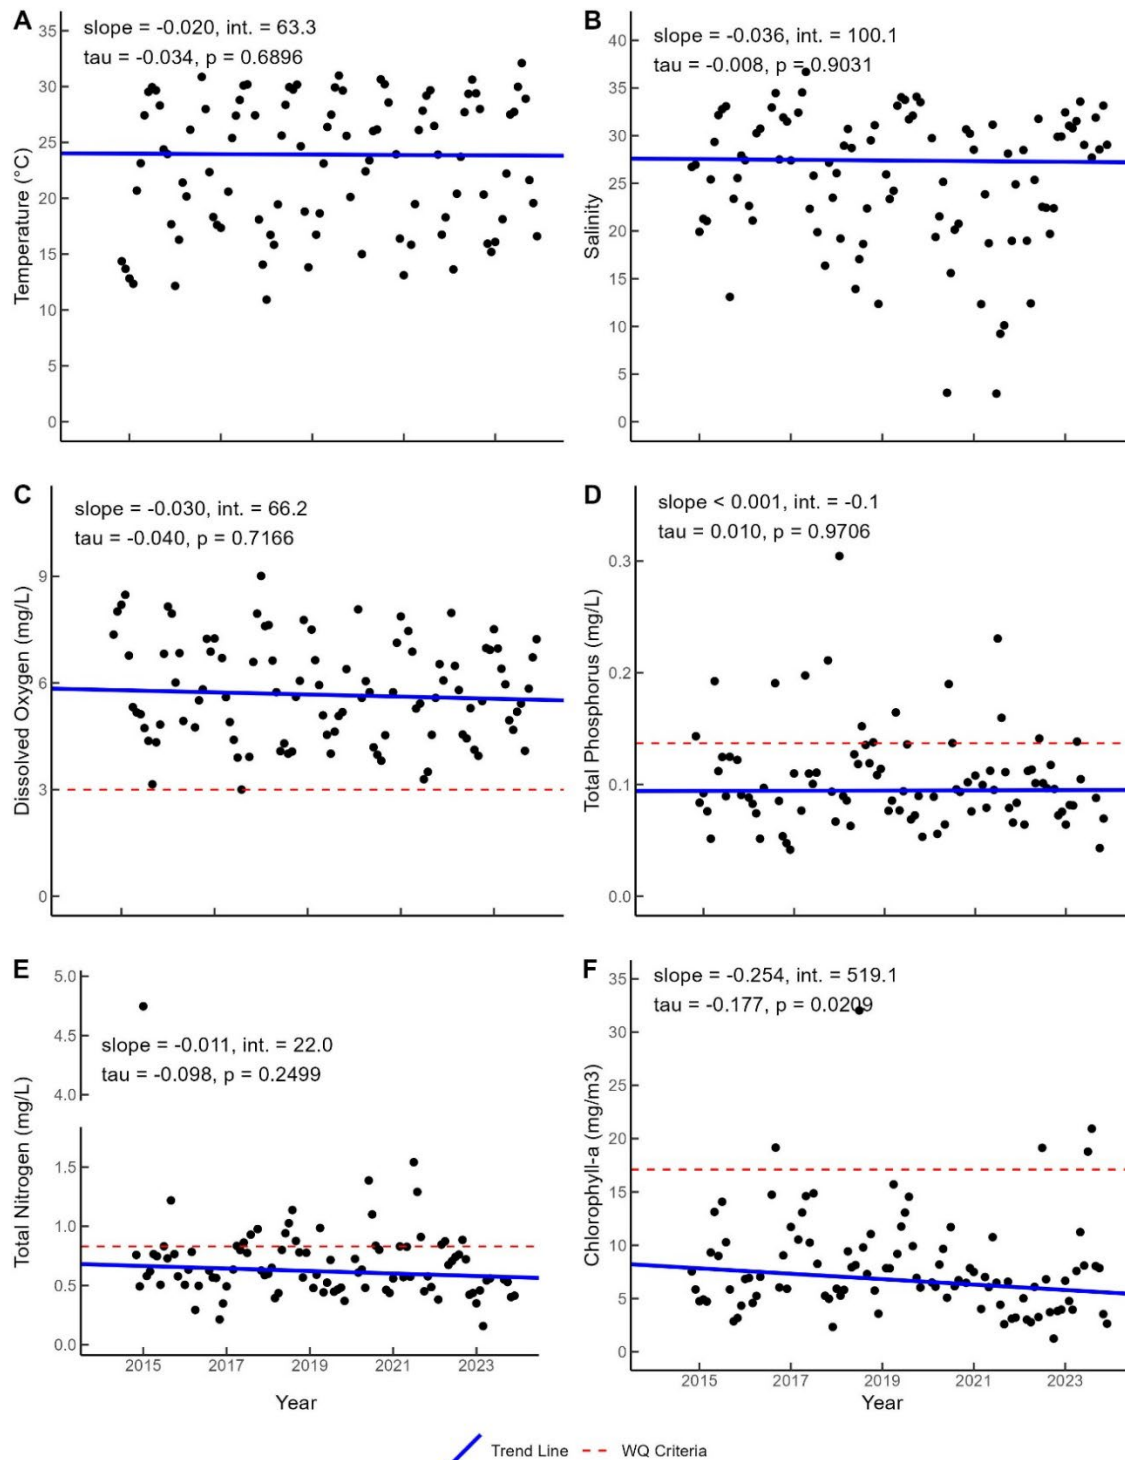 A
slope = -0.020, int. = 63.3
tau = -0.034, p = 0.6896
Temperature (°C)
35
30
25
20
15
10
5
0
B
slope = -0.036, int. = 100.1
tau = -0.008, p = 0.9031
Salinity
40
35
30
25
20
15
10
5
0
C
slope = -0.030, int. = 66.2
tau = -0.040, p = 0.7166
Dissolved Oxygen (mg/L)
9
6
3
0
D
slope < 0.001, int. = -0.1
tau = 0.010, p = 0.9706
Total Phosphorus (mg/L)
0.3
0.2
0.1
0.0
E
slope = -0.011, int. = 22.0
tau = -0.098, p = 0.2499
Total Nitrogen (mg/L)
5.0
4.5
4.0
1.5
1.0
0.5
0.0
2015 2017 2019 2021 2023
Year
F
slope = -0.254, int. = 519.1
tau = -0.177, p = 0.0209
Chlorophyll-a (mg/m3)
35
30
25
20
15
10
5
0
2015 2017 2019 2021 2023
Year
Trend Line WQ Criteria